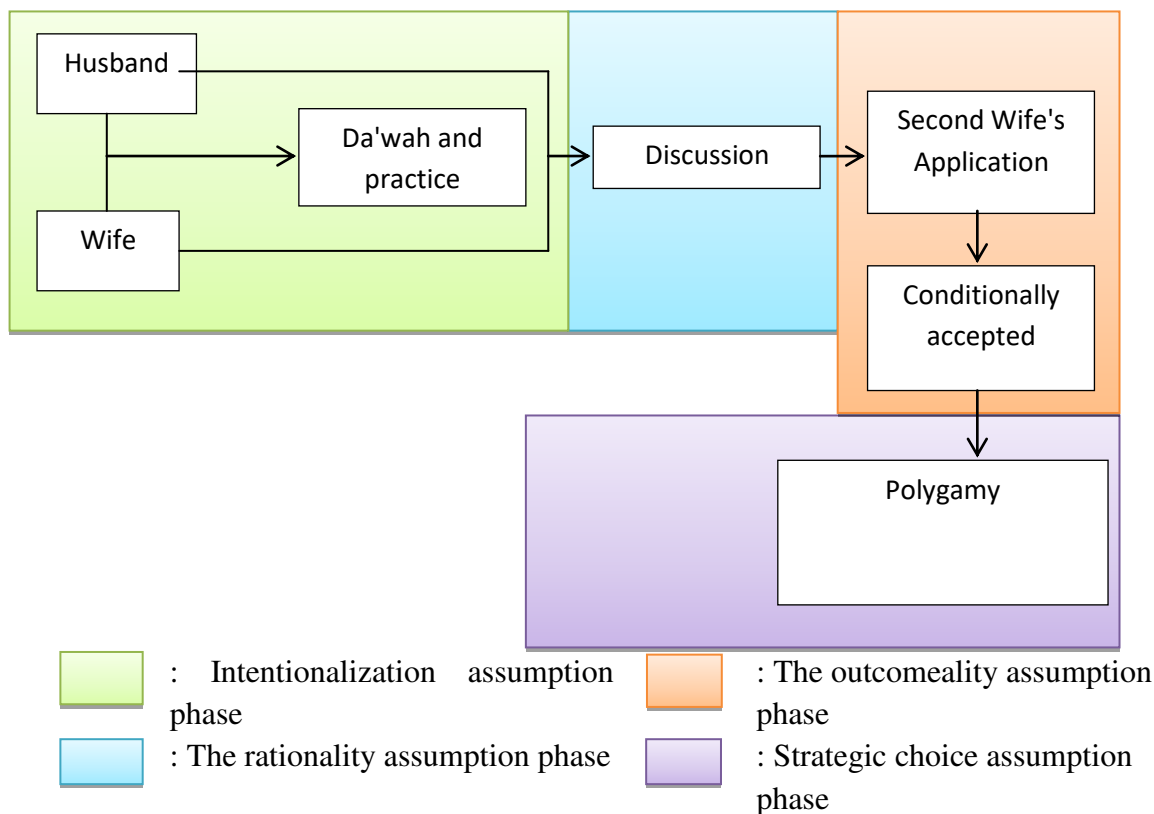 Husband
Da'wah and
practice
Wife
Discussion
Second Wife's
Application
Conditionally
accepted
Polygamy
: Intentionalization assumption
phase
: The rationality assumption phase
: The outcomeality assumption
phase
: Strategic choice assumption
phase